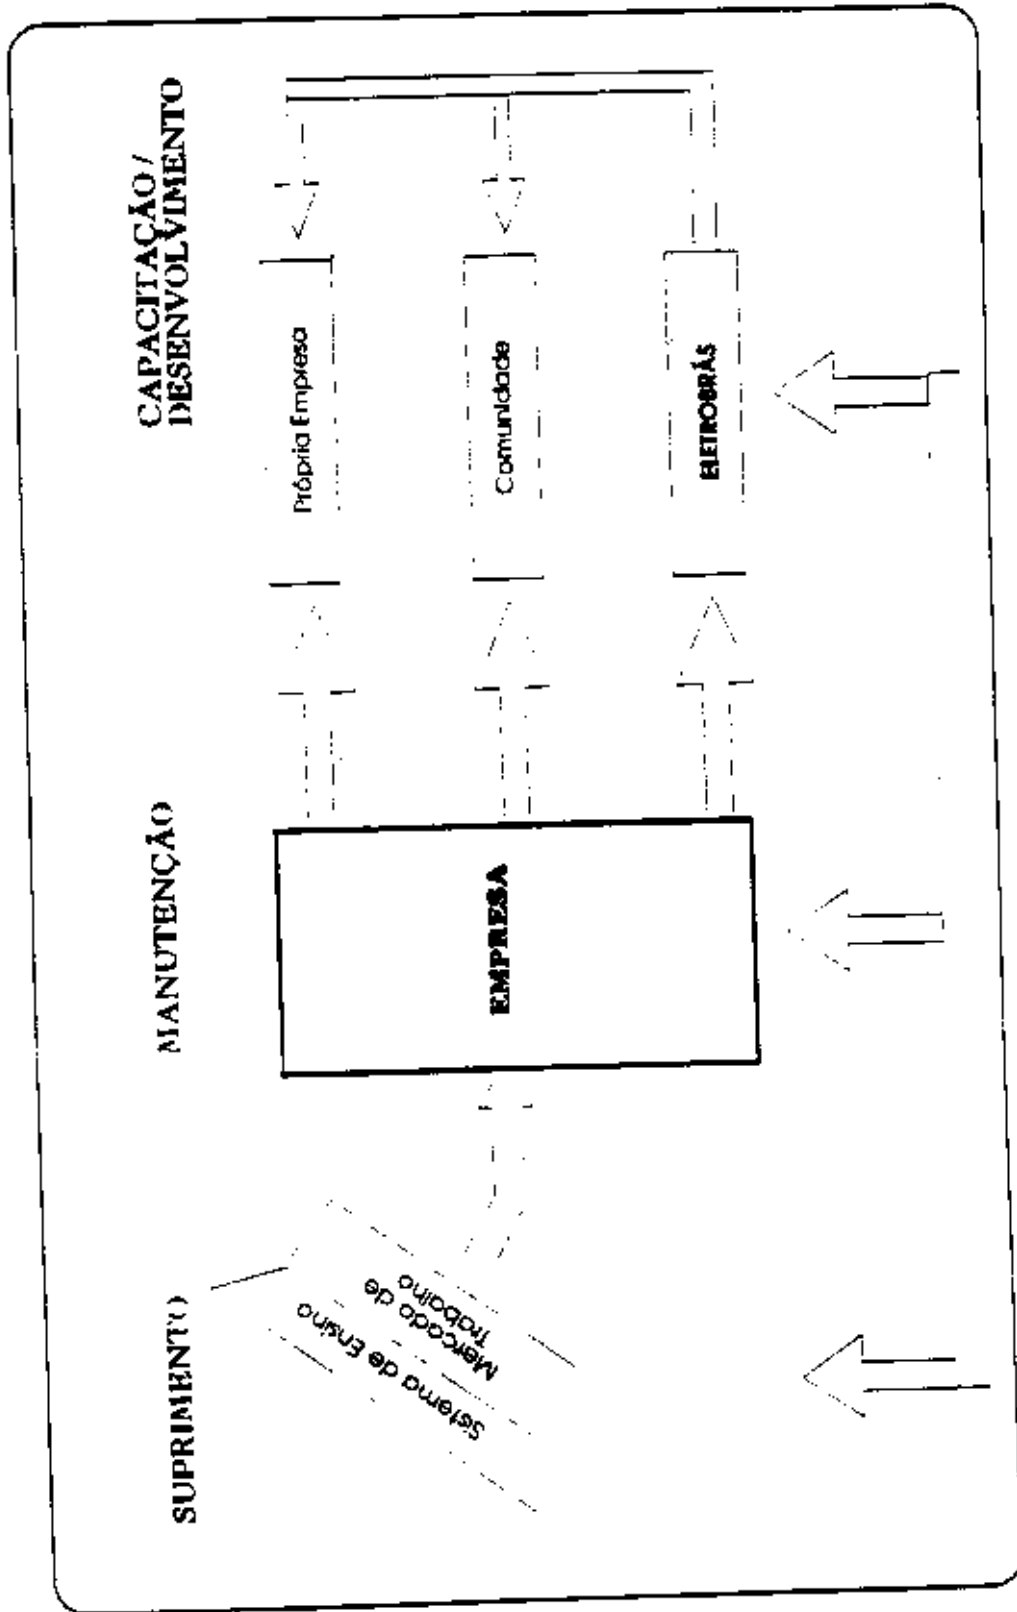 SUPRIMENTO
MANUTENÇÃO
CAPACITAÇÃO /
DESENVOLVIMENTO
Sistema de Ensino
Mercado de
Trabalho
EMPRESA
Própria Empresa
Comunidade
ELETROBRÁS